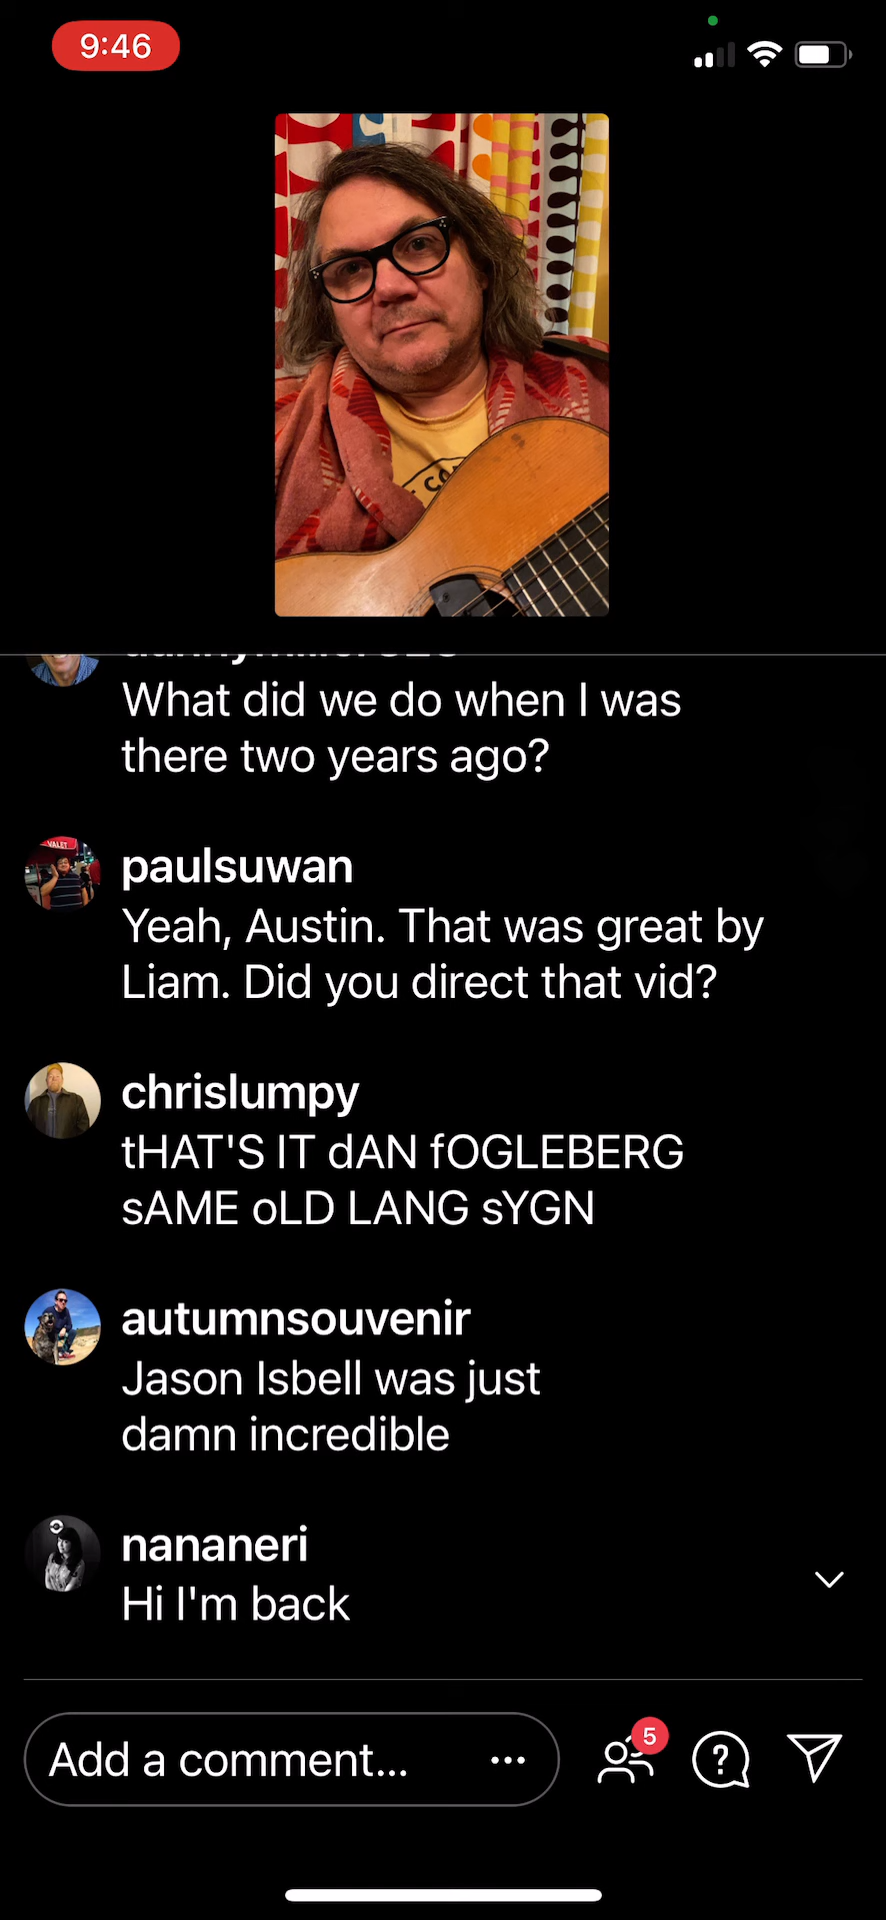 9:46
What did we do when I was
there two years ago?
VALET
paulsuwan
Yeah, Austin. That was great by
Liam. Did you direct that vid?
chrislumpy
tHAT'S IT dAN fOGLEBERG
sAME oLD LANG sYGN
autumnsouvenir
Jason Isbell was just
damn incredible
nananeri
Hi I'm back
Add a comment...
5